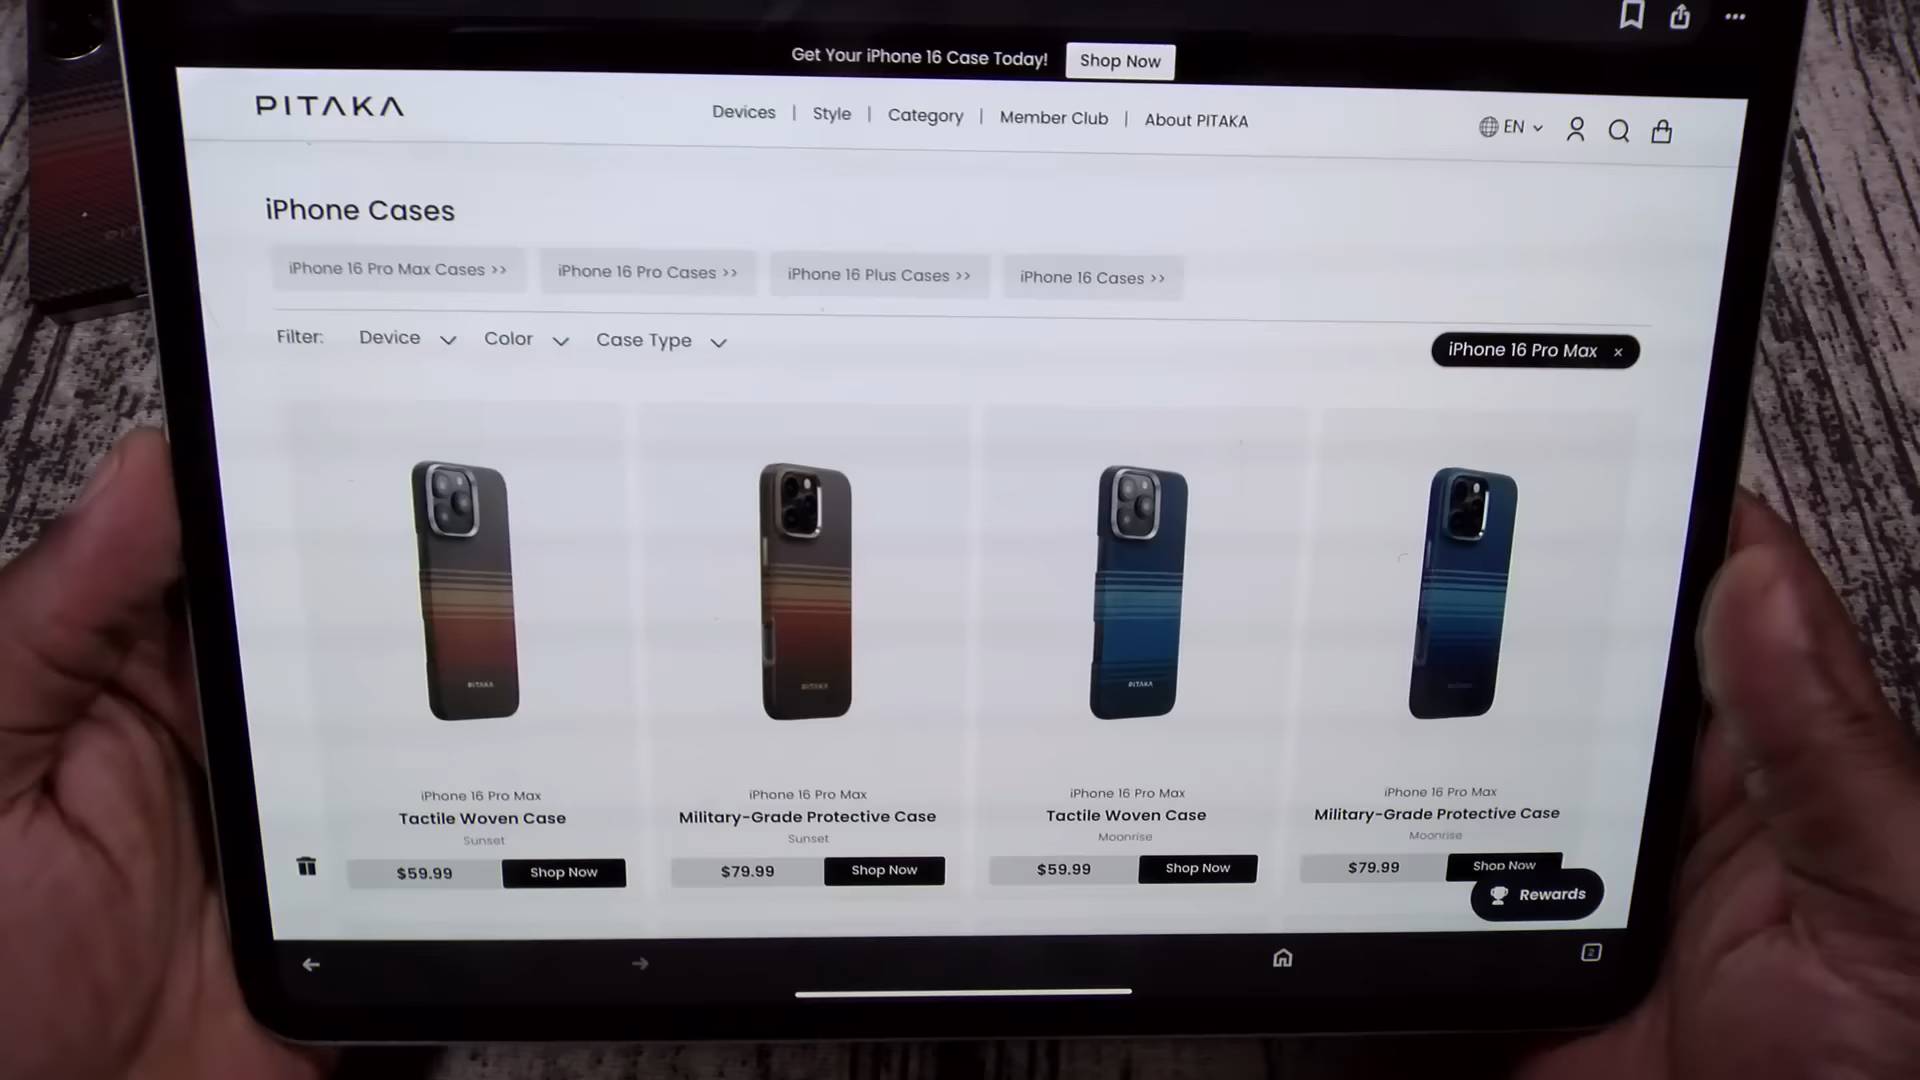 Get Your iPhone 16 Case Today! Shop Now
PITAKA
Devices | Style | Category | Member Club | About PITAKA
EN
iPhone Cases
iPhone 16 Pro Max Cases >> iPhone 16 Pro Cases >> iPhone 16 Plus Cases >> iPhone 16 Cases >>
Filter: Device Color Case Type iPhone 16 Pro Max ×
PITAKA PITAKA PITAKA
iPhone 16 Pro Max iPhone 16 Pro Max iPhone 16 Pro Max iPhone 16 Pro Max
Tactile Woven Case Military-Grade Protective Case Tactile Woven Case Military-Grade Protective Case
Sunset Sunset Moonrise Moonrise
$59.99 Shop Now $79.99 Shop Now $59.99 Shop Now $79.99 Shop Now
Rewards
2